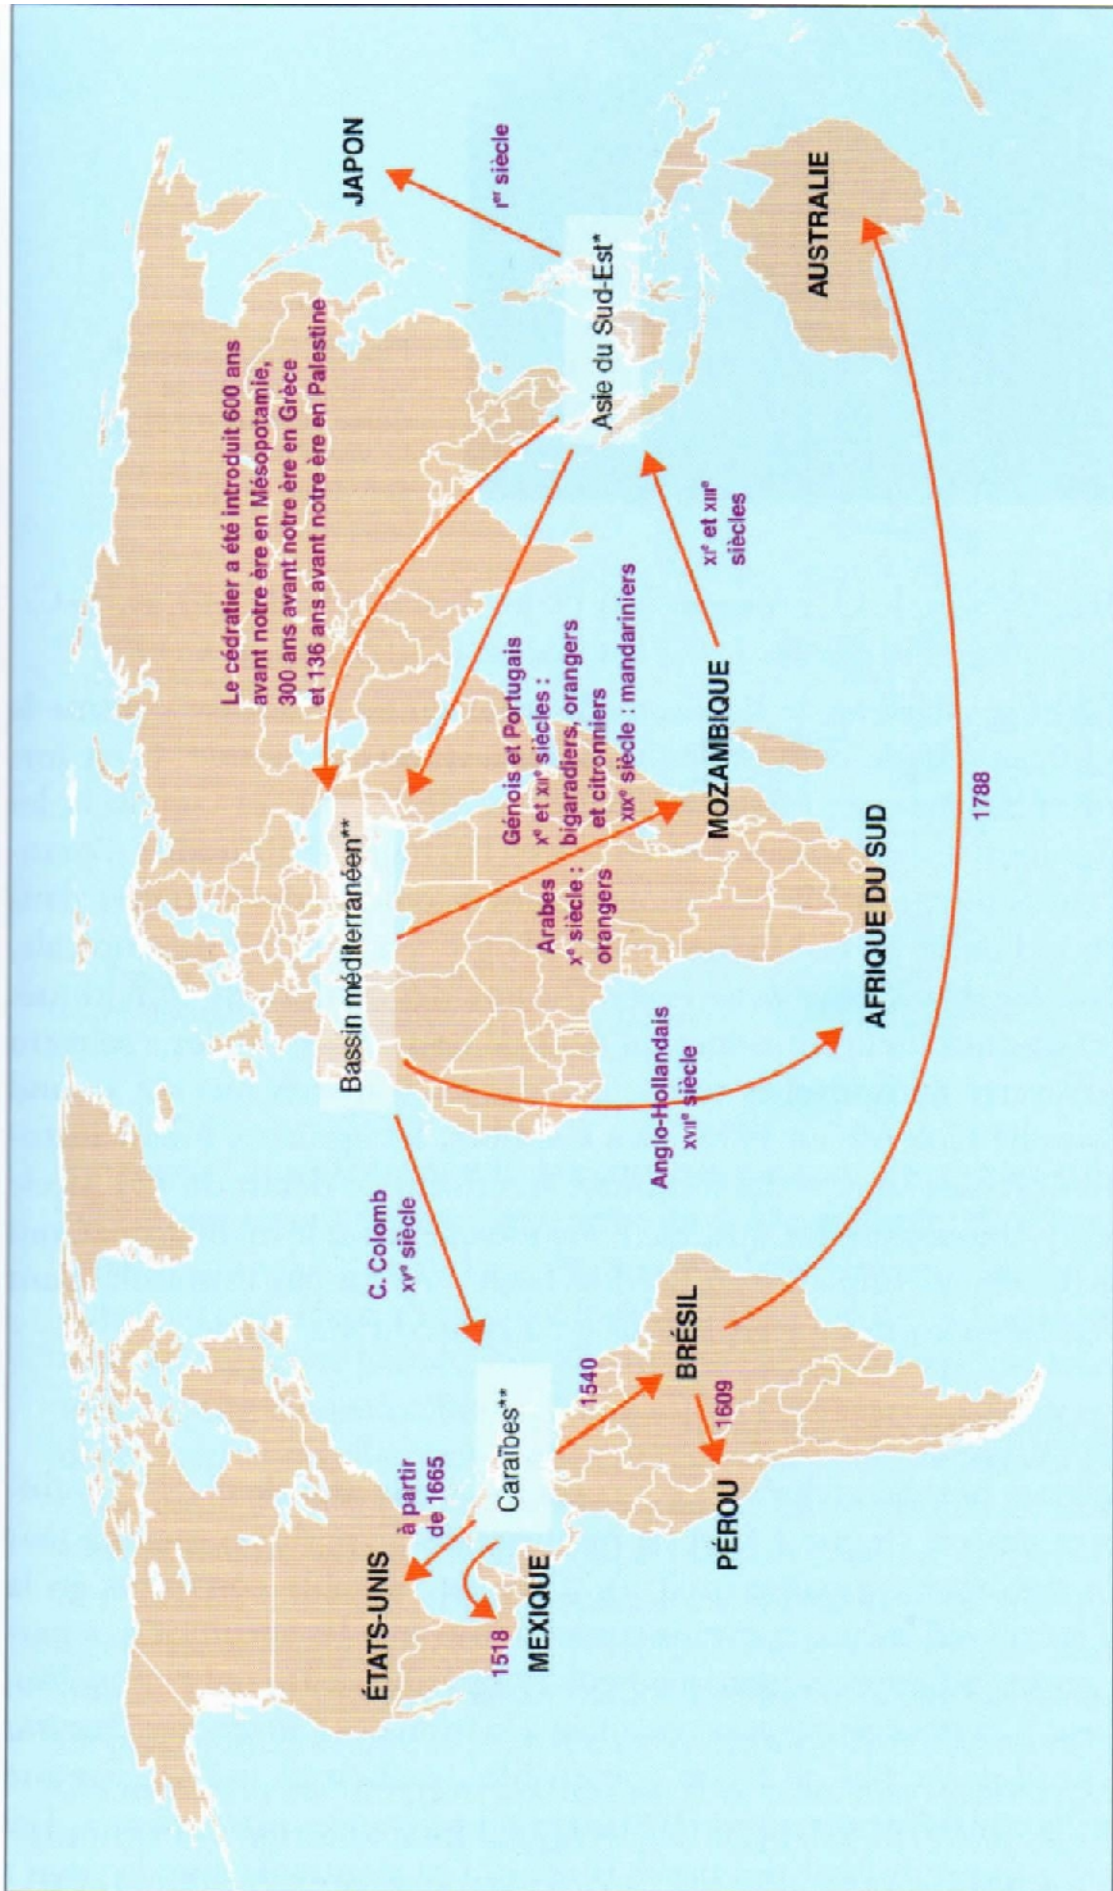 Le cédratier a été introduit 600 ans
avant notre ère en Mésopotamie,
300 ans avant notre ère en Grèce
et 136 ans avant notre ère en Palestine
JAPON
Iᵉʳ siècle
ÉTATS-UNIS
à partir
de 1665
C. Colomb
XVᵉ siècle
Bassin méditerranéen**
Asie du Sud-Est*
1518
MEXIQUE
Caraïbes**
1540
Génois et Portugais
Xᵉ et XIIᵉ siècles :
bigaradiers, orangers
et citronniers
XIXᵉ siècle : mandariniers
Arabes
Xᵉ siècle :
orangers
XIᵉ et XIIIᵉ
siècles
Anglo-Hollandais
XVIIᵉ siècle
BRÉSIL
1609
PÉROU
MOZAMBIQUE
AUSTRALIE
AFRIQUE DU SUD
1788